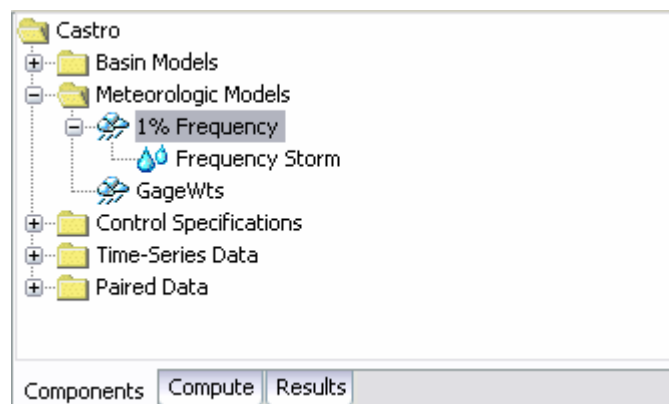 Castro
Basin Models
Meteorologic Models
1% Frequency
Frequency Storm
GageWts
Control Specifications
Time-Series Data
Paired Data
Components Compute Results